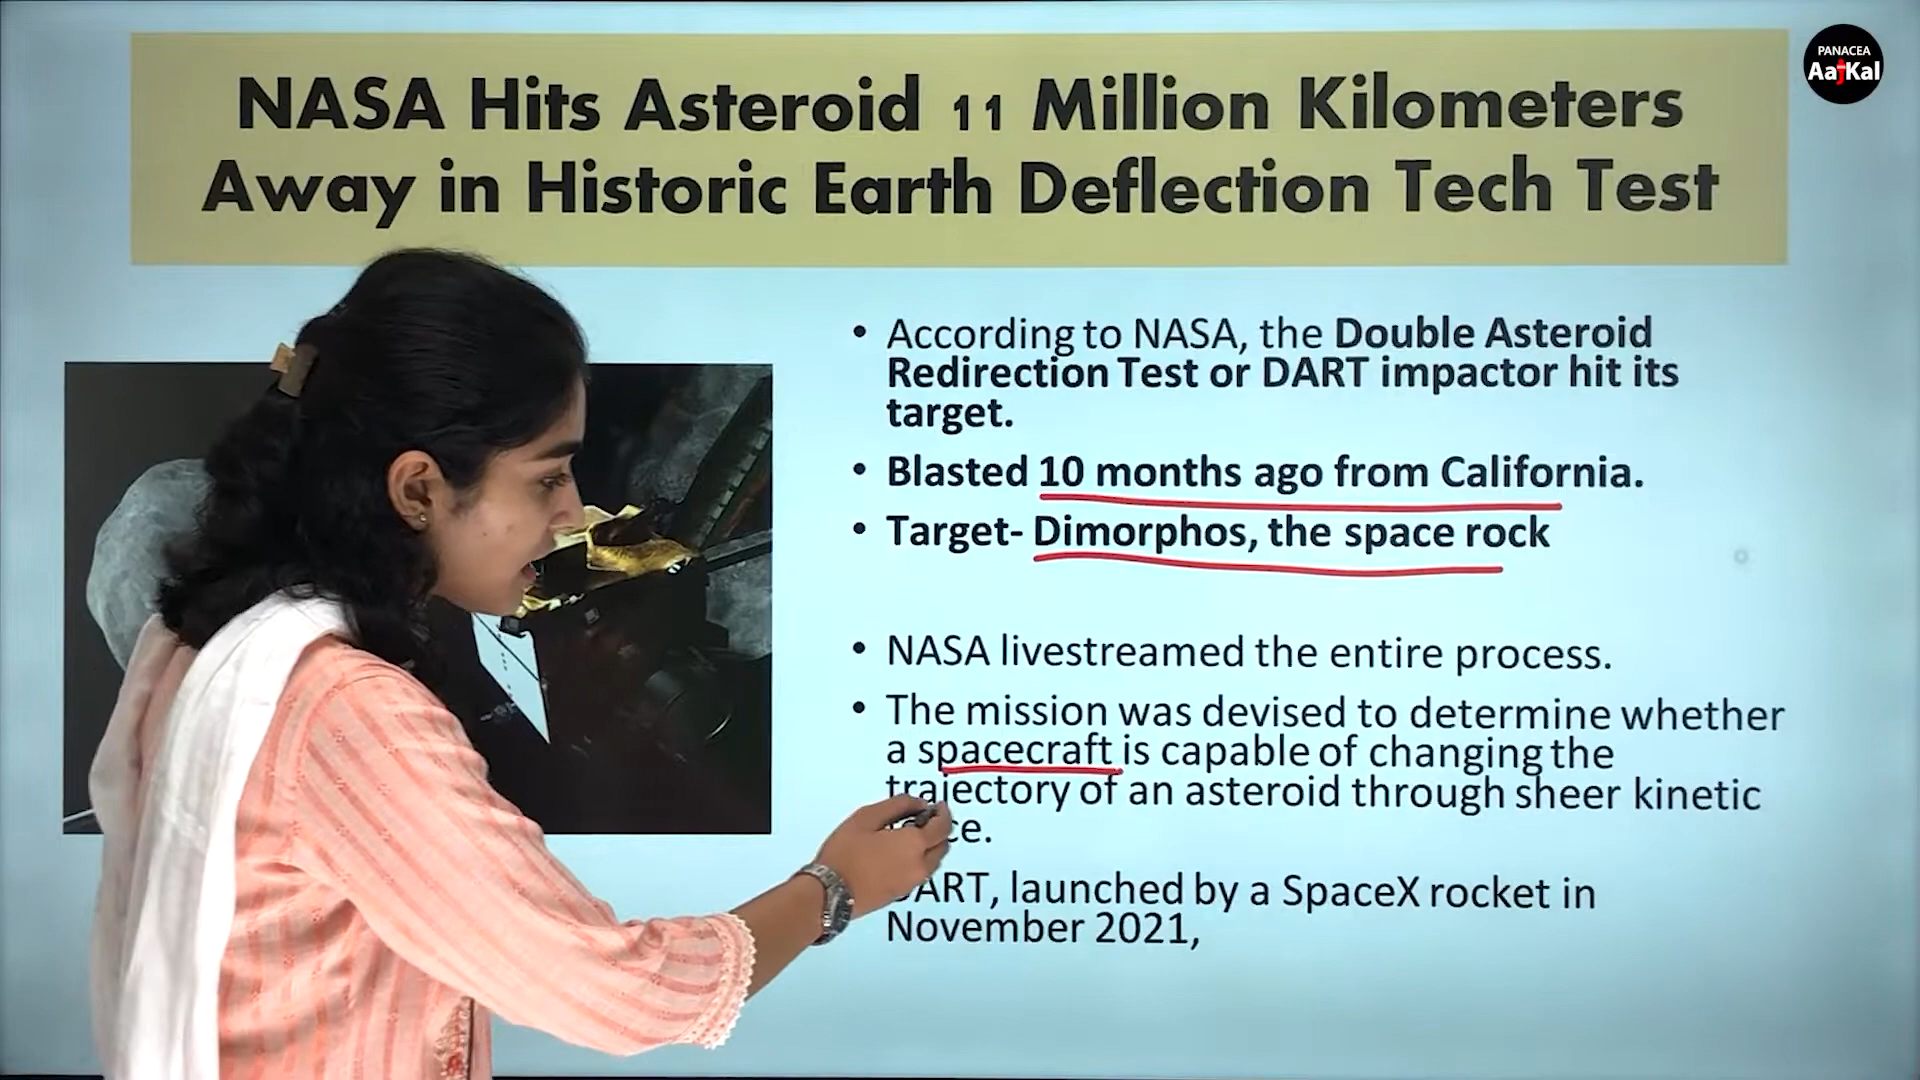 PANACEA
AajKal
NASA Hits Asteroid 11 Million Kilometers
Away in Historic Earth Deflection Tech Test
• According to NASA, the Double Asteroid
Redirection Test or DART impactor hit its
target.
• Blasted 10 months ago from California.
• Target- Dimorphos, the space rock
• NASA livestreamed the entire process.
• The mission was devised to determine whether
a spacecraft is capable of changing the
trajectory of an asteroid through sheer kinetic
launched by a SpaceX rocket in
November 2021,